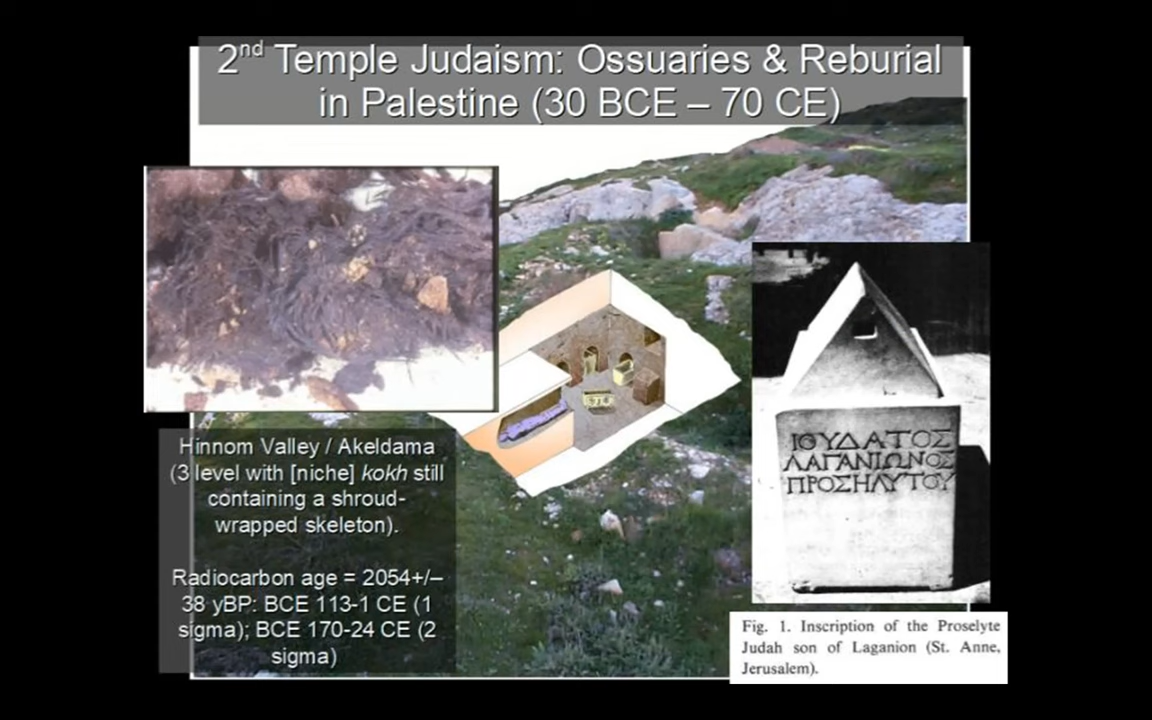 2nd Temple Judaism: Ossuaries & Reburial
in Palestine (30 BCE – 70 CE)
Hinnom Valley / Akeldama
(3 level with [niche] kokh still
containing a shroud-
wrapped skeleton).
Radiocarbon age = 2054+/–
38 yBP: BCE 113-1 CE (1
sigma); BCE 170-24 CE (2
sigma)
ΙΟΥΔΑΤΟΣ
ΛΑΓΑΝΙΩΝΟΣ
ΠΡΟΣΗΛΥΤΟΥ
Fig. 1. Inscription of the Proselyte
Judah son of Laganion (St. Anne,
Jerusalem).